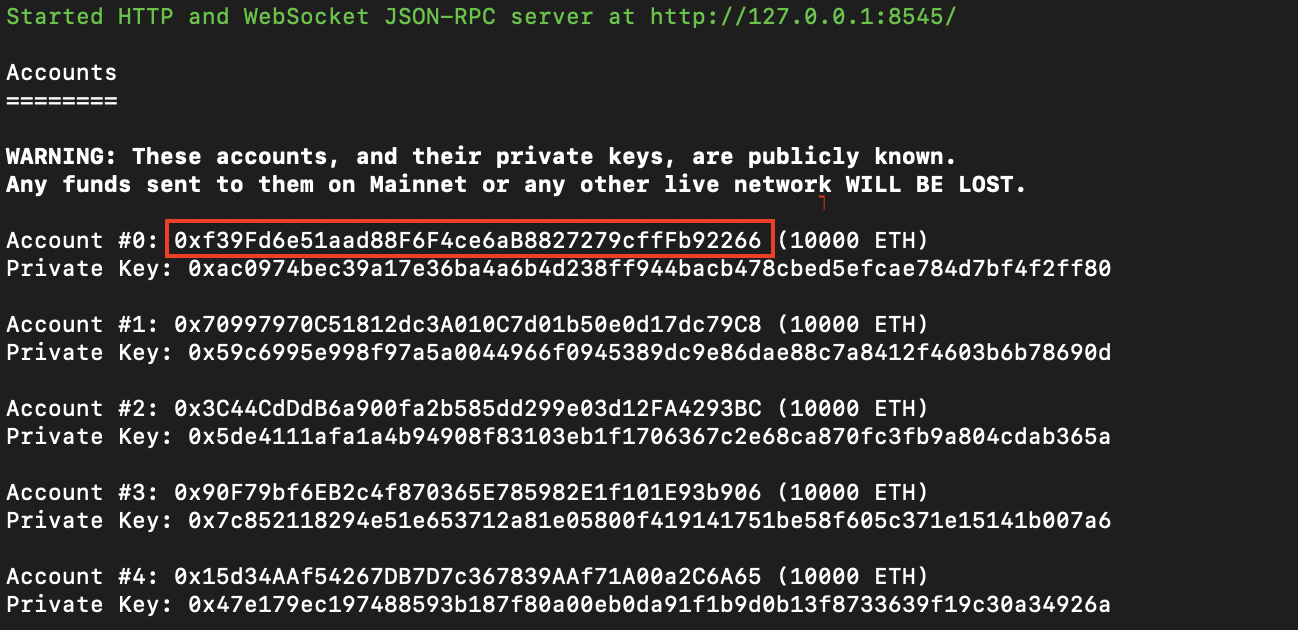 Started HTTP and WebSocket JSON-RPC server at http://127.0.0.1:8545/
Accounts
========
WARNING: These accounts, and their private keys, are publicly known.
Any funds sent to them on Mainnet or any other live network WILL BE LOST.
Account #0: 0xf39Fd6e51aad88F6F4ce6aB8827279cffFb92266 (10000 ETH)
Private Key: 0xac0974bec39a17e36ba4a6b4d238ff944bacb478cbed5efcae784d7bf4f2ff80
Account #1: 0x70997970C51812dc3A010C7d01b50e0d17dc79C8 (10000 ETH)
Private Key: 0x59c6995e998f97a5a0044966f0945389dc9e86dae88c7a8412f4603b6b78690d
Account #2: 0x3C44CdDdB6a900fa2b585dd299e03d12FA4293BC (10000 ETH)
Private Key: 0x5de4111afa1a4b94908f83103eb1f1706367c2e68ca870fc3fb9a804cdab365a
Account #3: 0x90F79bf6EB2c4f870365E785982E1f101E93b906 (10000 ETH)
Private Key: 0x7c852118294e51e653712a81e05800f419141751be58f605c371e15141b007a6
Account #4: 0x15d34AAf54267DB7D7c367839AAf71A00a2C6A65 (10000 ETH)
Private Key: 0x47e179ec197488593b187f80a00eb0da91f1b9d0b13f8733639f19c30a34926a